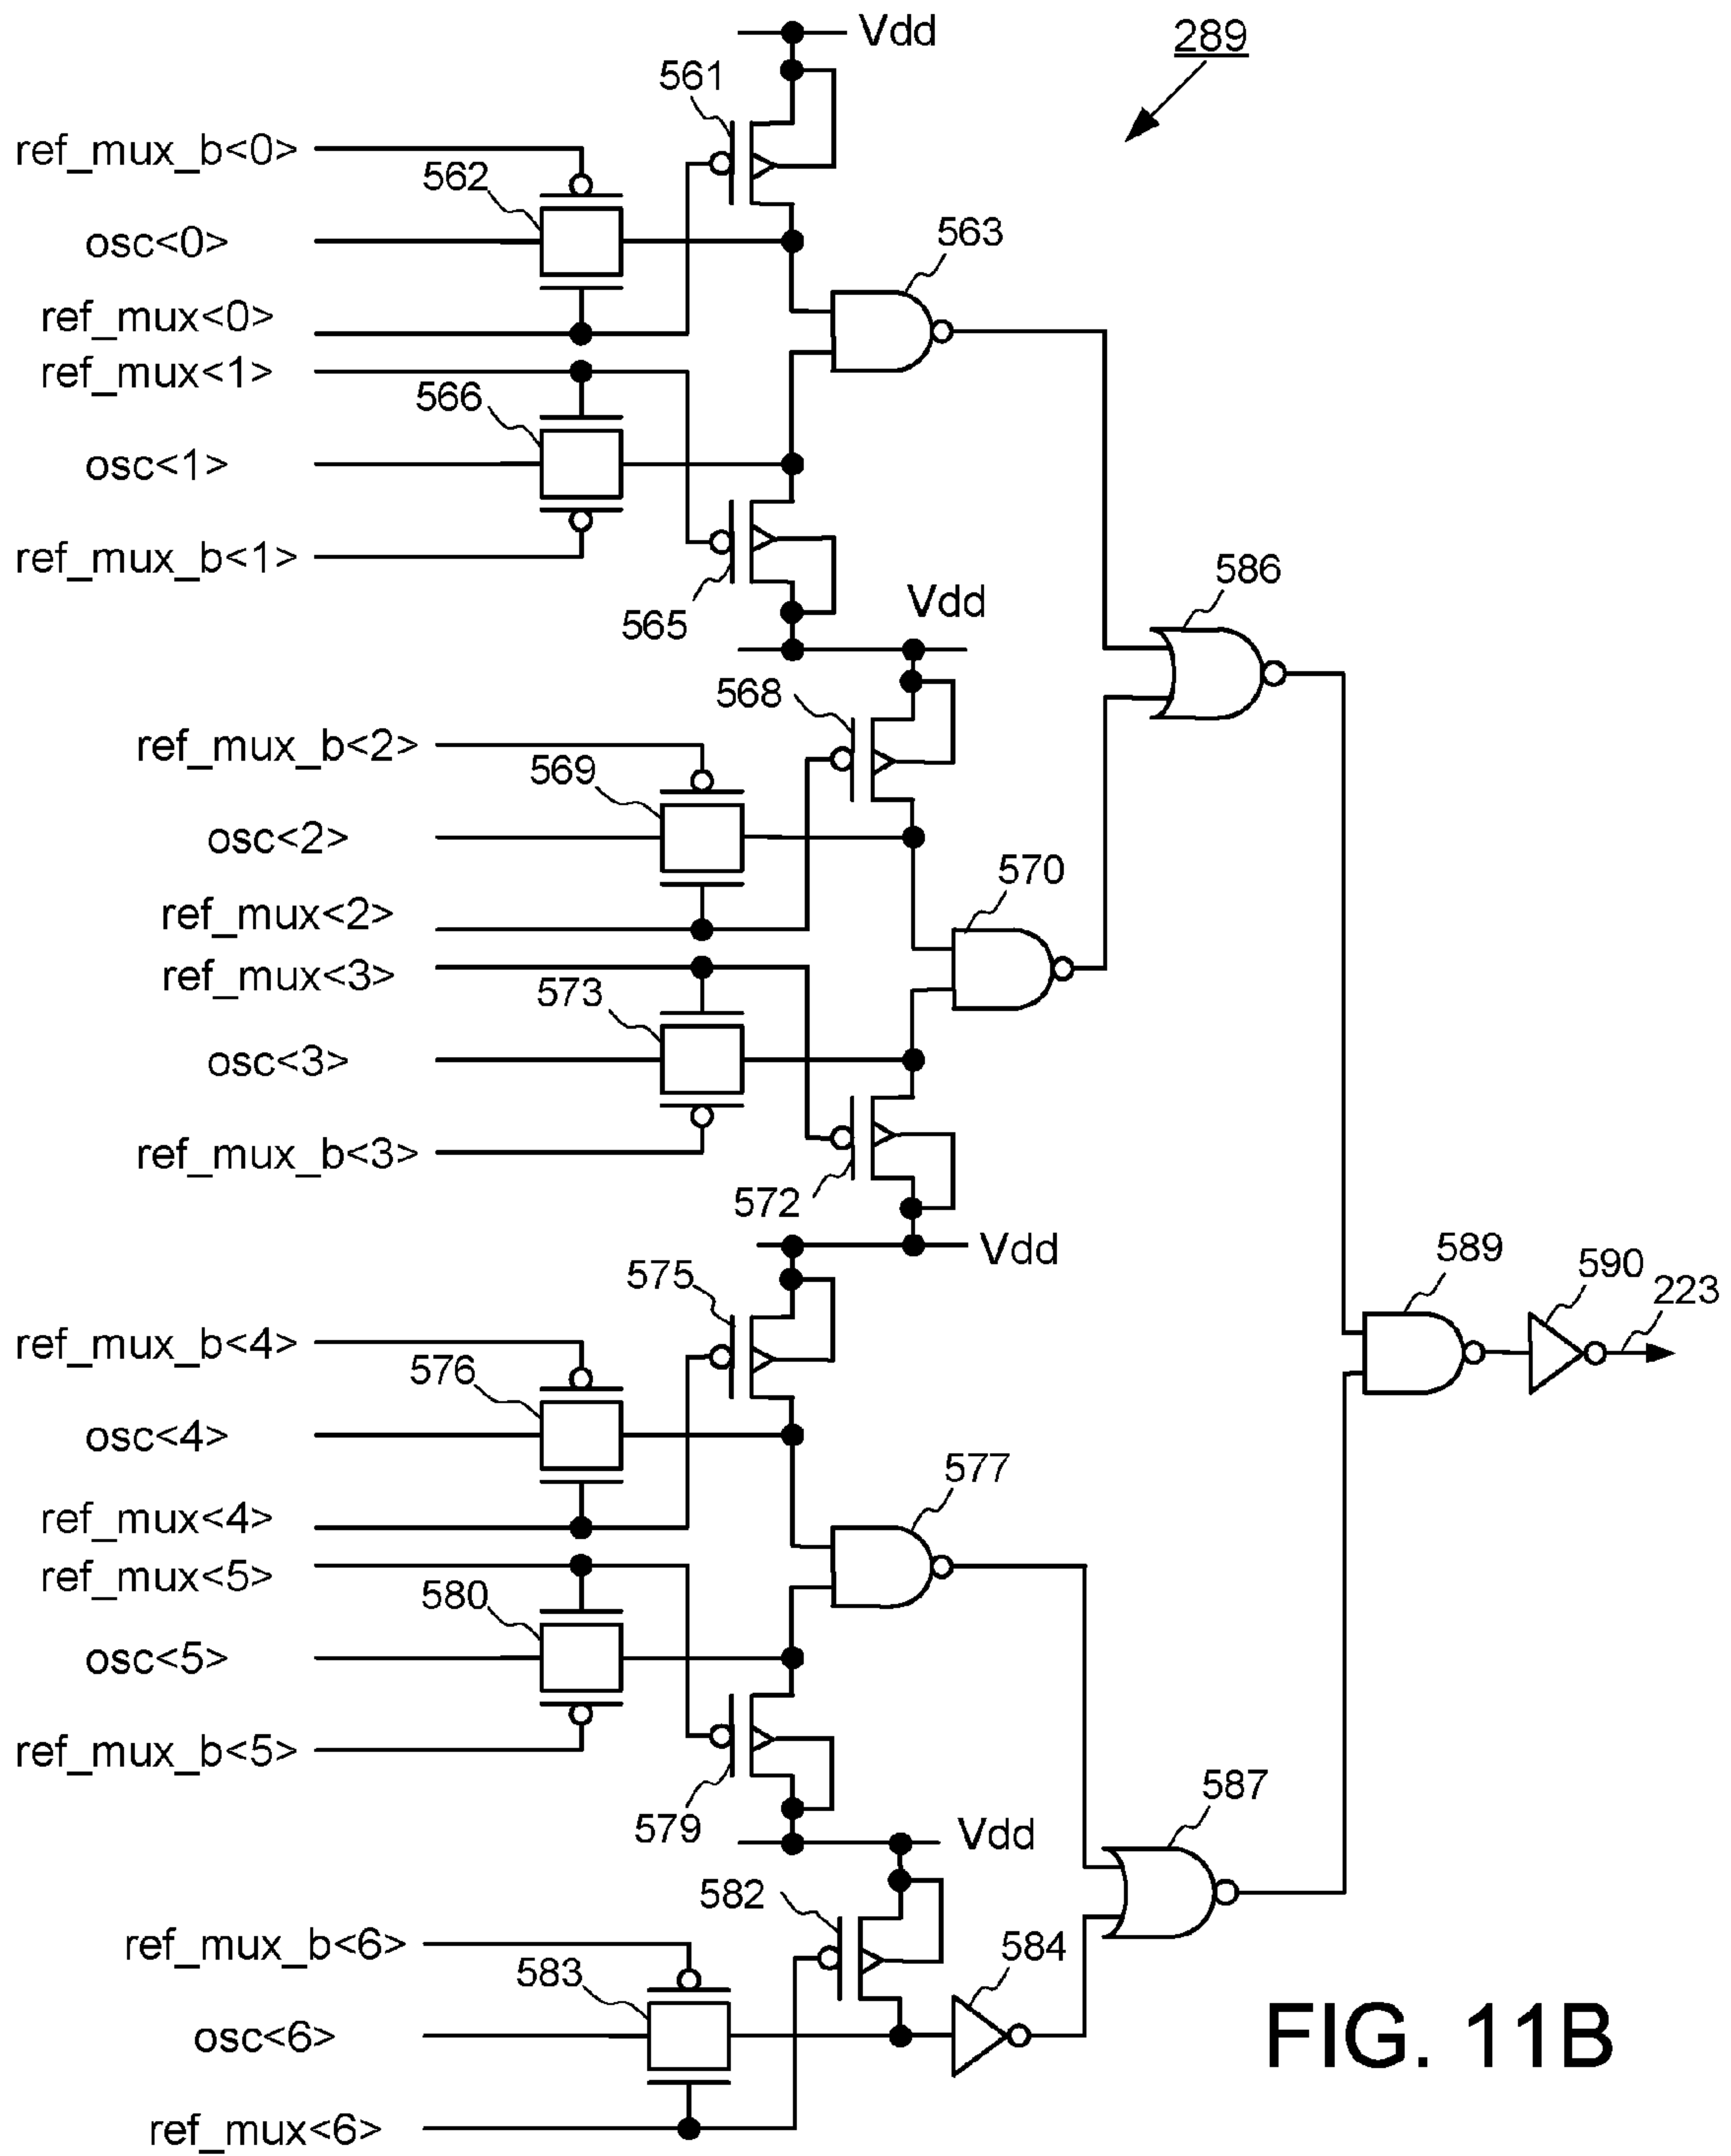 Vdd
289
561
ref_mux_b<0>
562
osc<0>
563
ref_mux<0>
ref_mux<1>
566
osc<1>
ref_mux_b<1>
565
Vdd
586
568
ref_mux_b<2>
569
osc<2>
570
ref_mux<2>
ref_mux<3>
573
osc<3>
ref_mux_b<3>
572
Vdd
575
589
590
223
ref_mux_b<4>
576
osc<4>
577
ref_mux<4>
ref_mux<5>
580
osc<5>
ref_mux_b<5>
579
587
Vdd
582
ref_mux_b<6>
583
584
osc<6>
ref_mux<6>
FIG. 11B